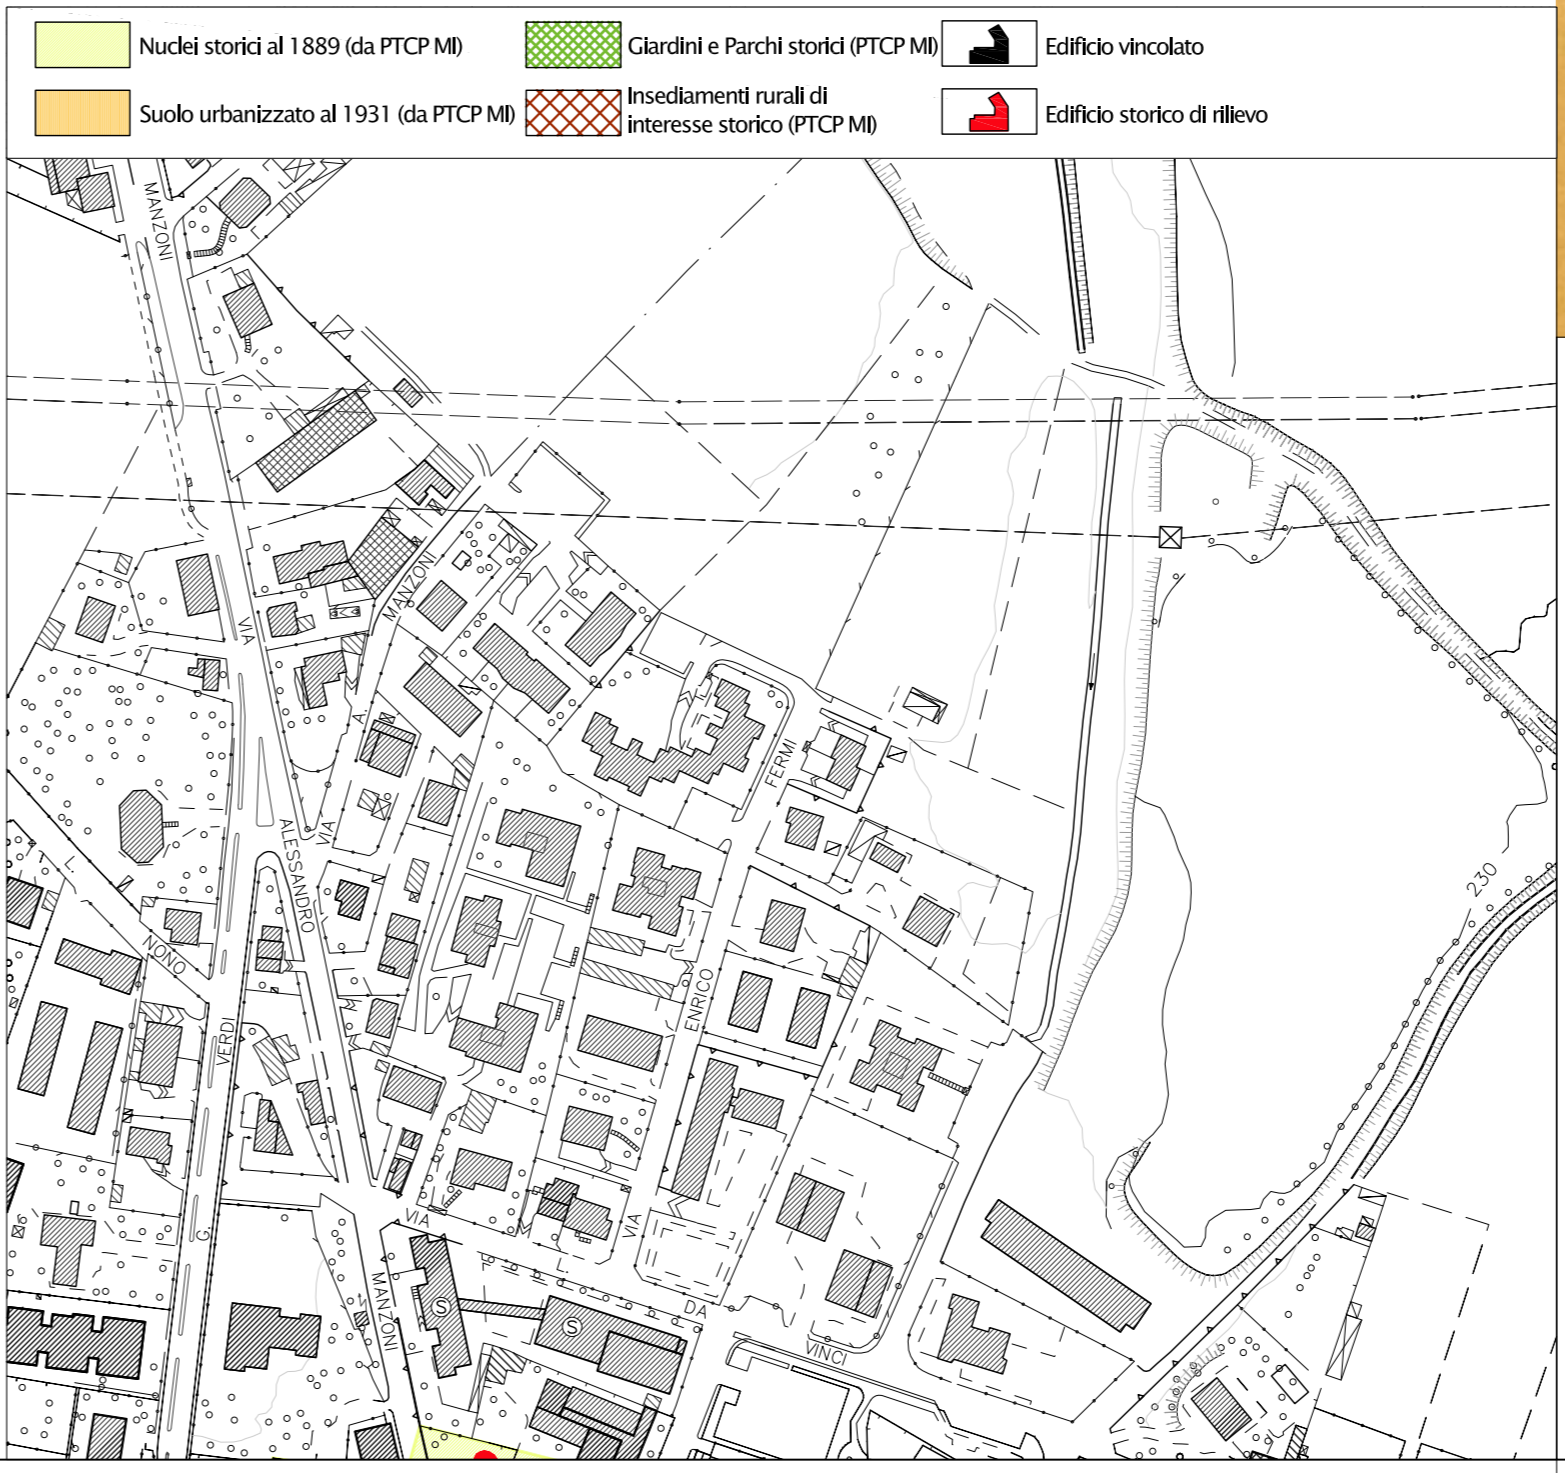 Nuclei storici al 1889 (da PTCP MI)
Giardini e Parchi storici (PTCP MI)
Edificio vincolato
Suolo urbanizzato al 1931 (da PTCP MI)
Insediamenti rurali di
interesse storico (PTCP MI)
Edificio storico di rilievo
MANZONI
MANZONI
VIA
A.
FERMI
VIA
ALESSANDRO
L.
230
NONO
ENRICO
VERDI
VIA
VIA
G.
MANZONI
S
S
DA
VINCI